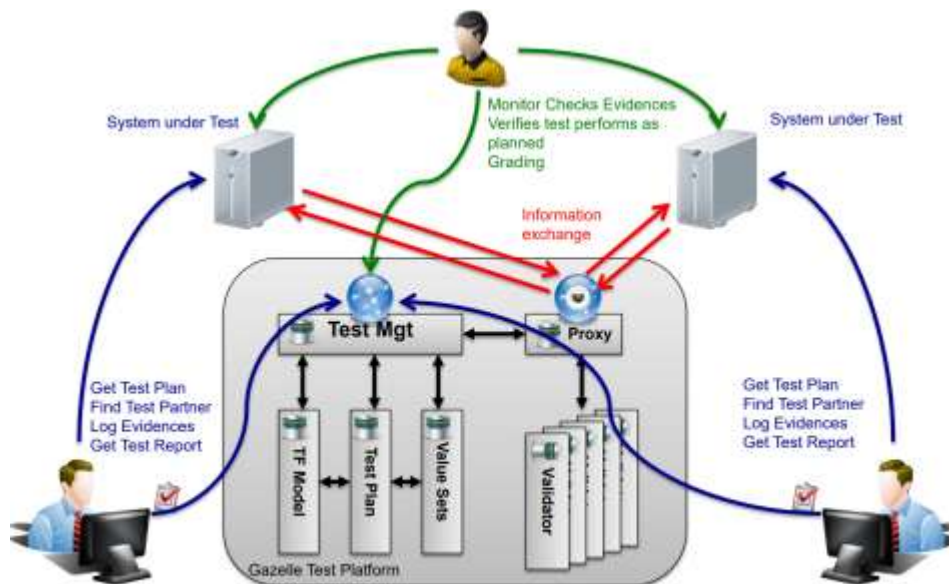 Monitor Checks Evidences
Verifies test performs as
planned
Grading
System under Test
System under Test
Information
exchange
Test Mgt
Proxy
Get Test Plan
Find Test Partner
Log Evidences
Get Test Report
Get Test Plan
Find Test Partner
Log Evidences
Get Test Report
TF Model
Test Plan
Value Sets
Validator
Gazelle Test Platform